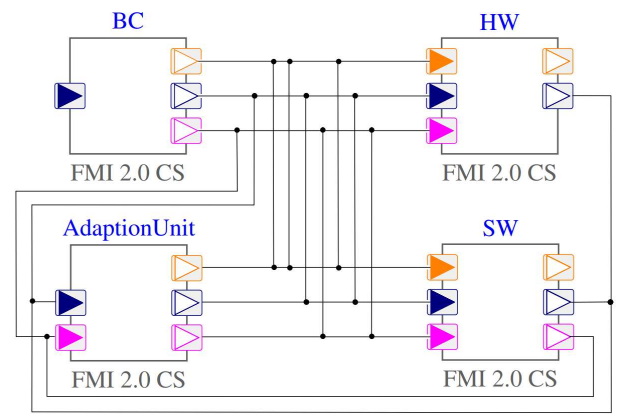 BC
HW
FMI 2.0 CS
FMI 2.0 CS
AdaptionUnit
SW
FMI 2.0 CS
FMI 2.0 CS